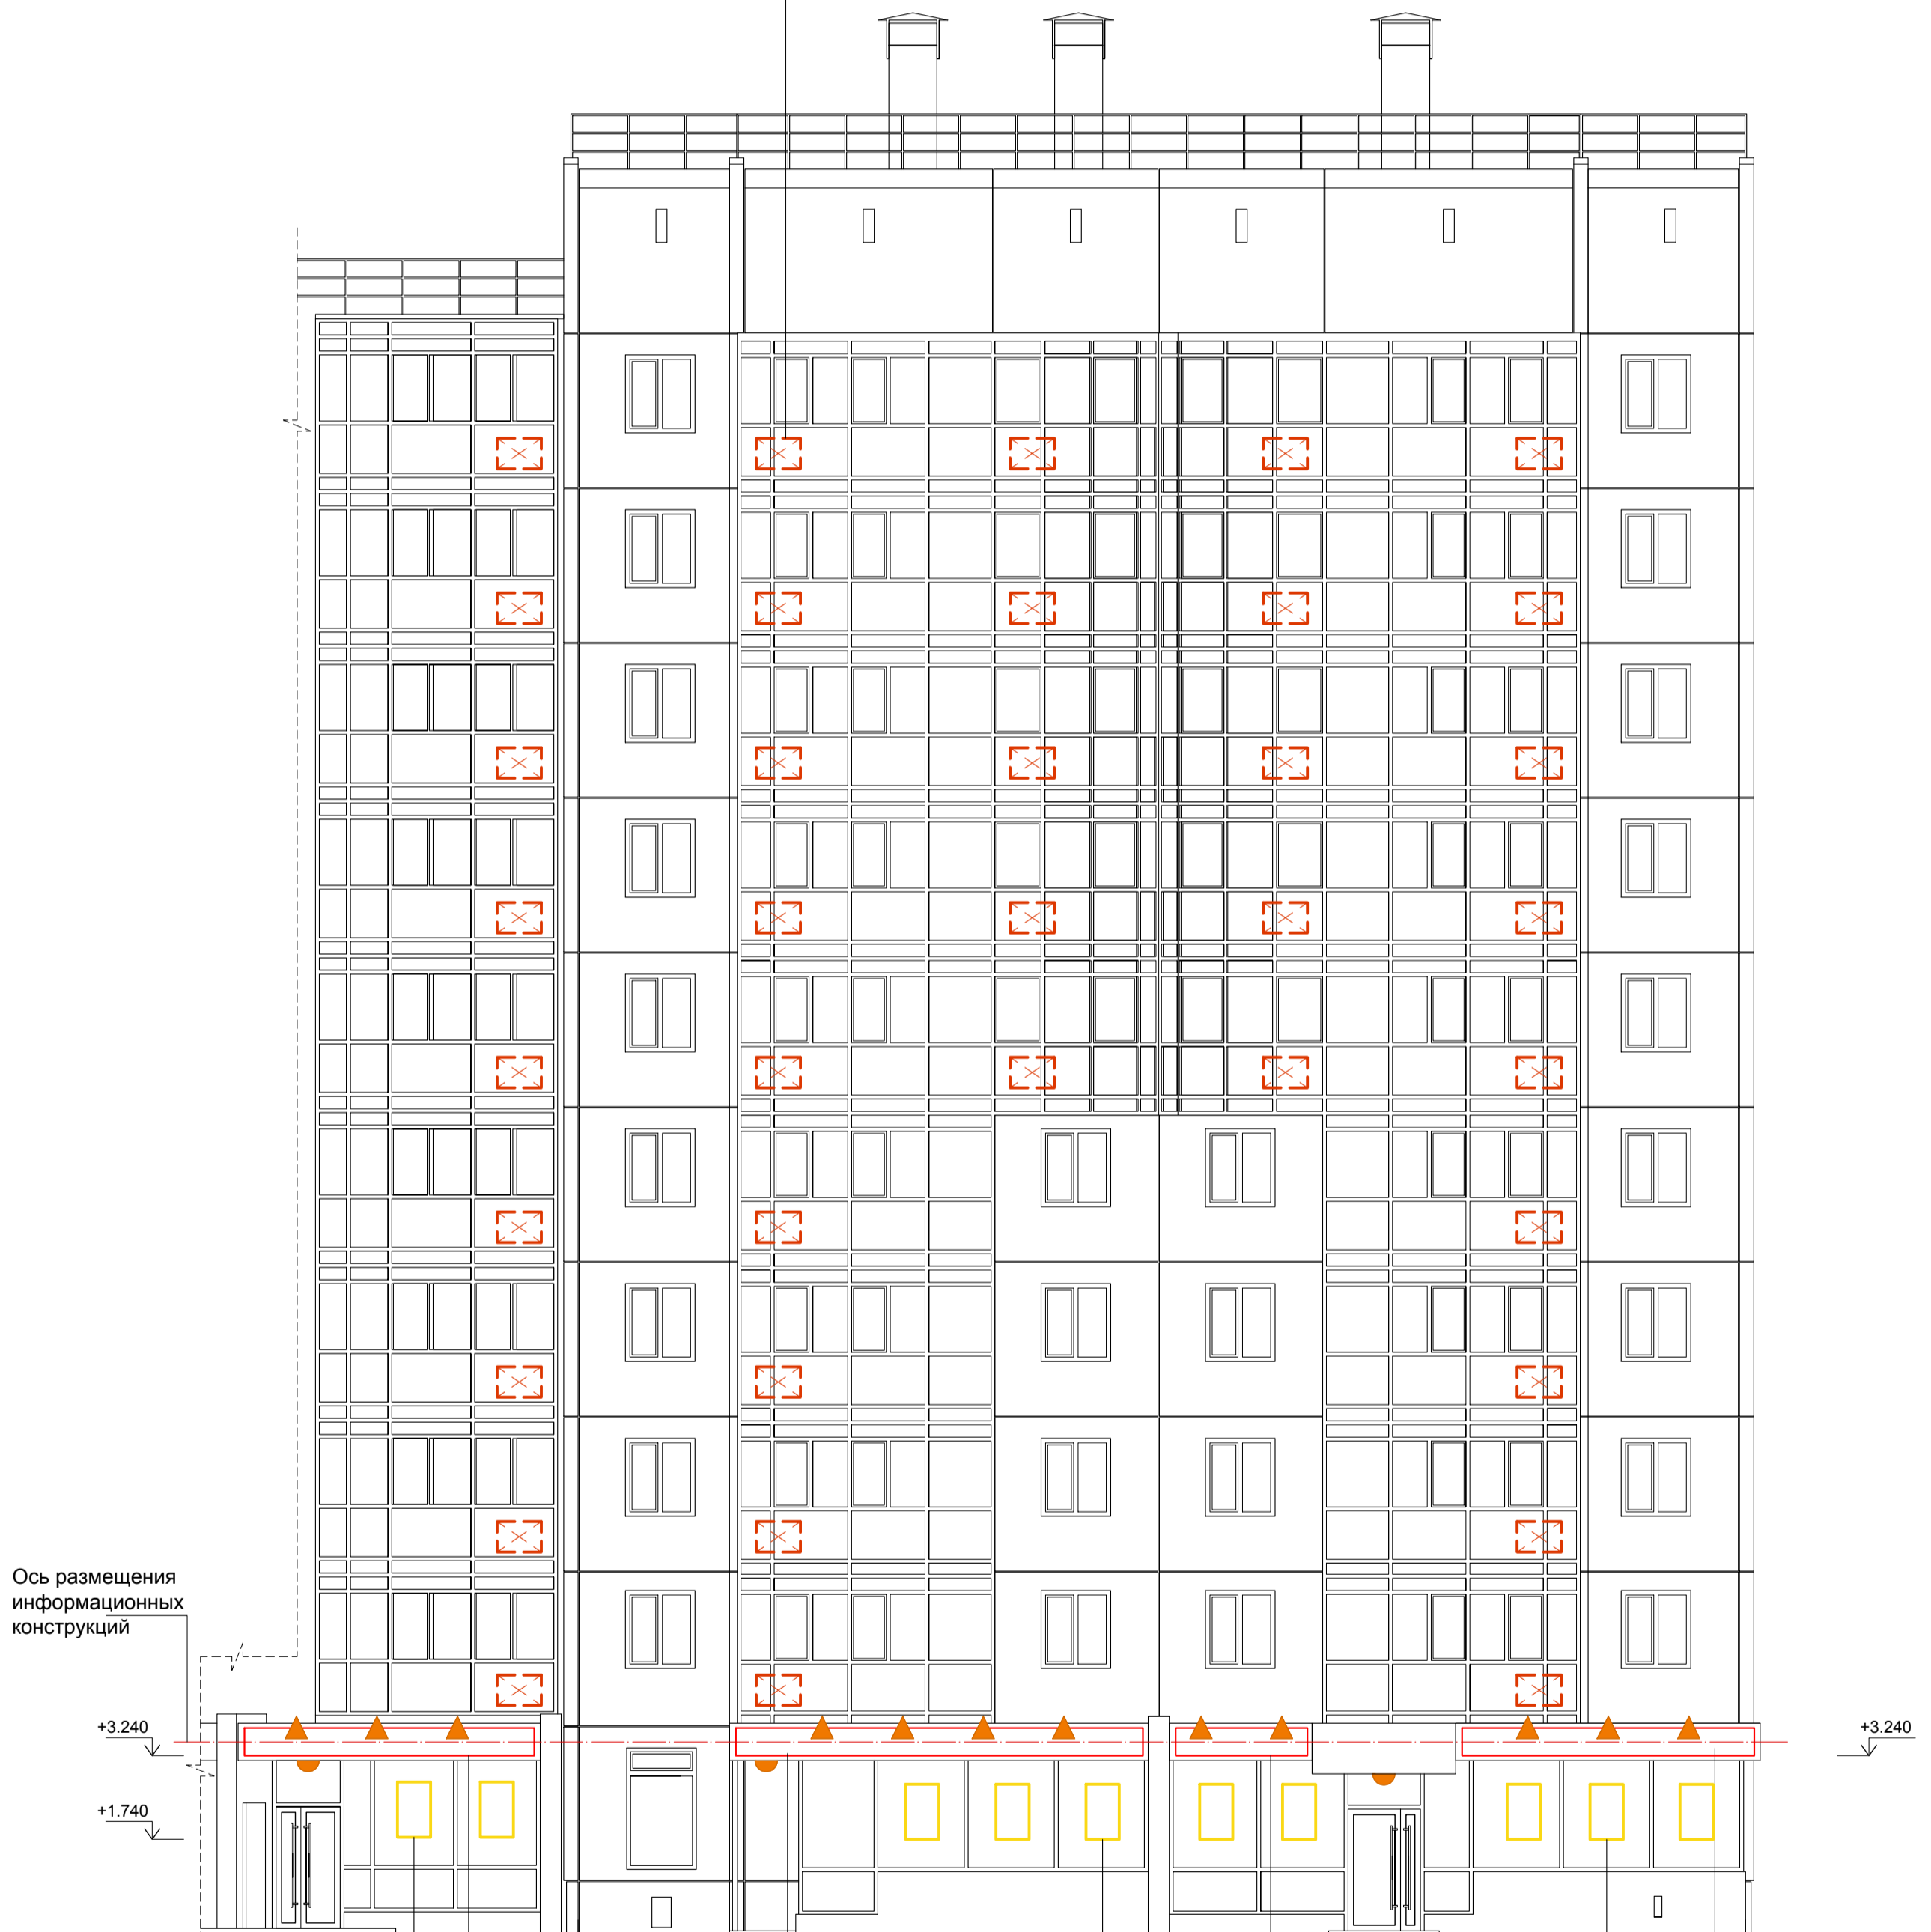 Ось размещения
информационных
конструкций
+3.240
+3.240
+1.740